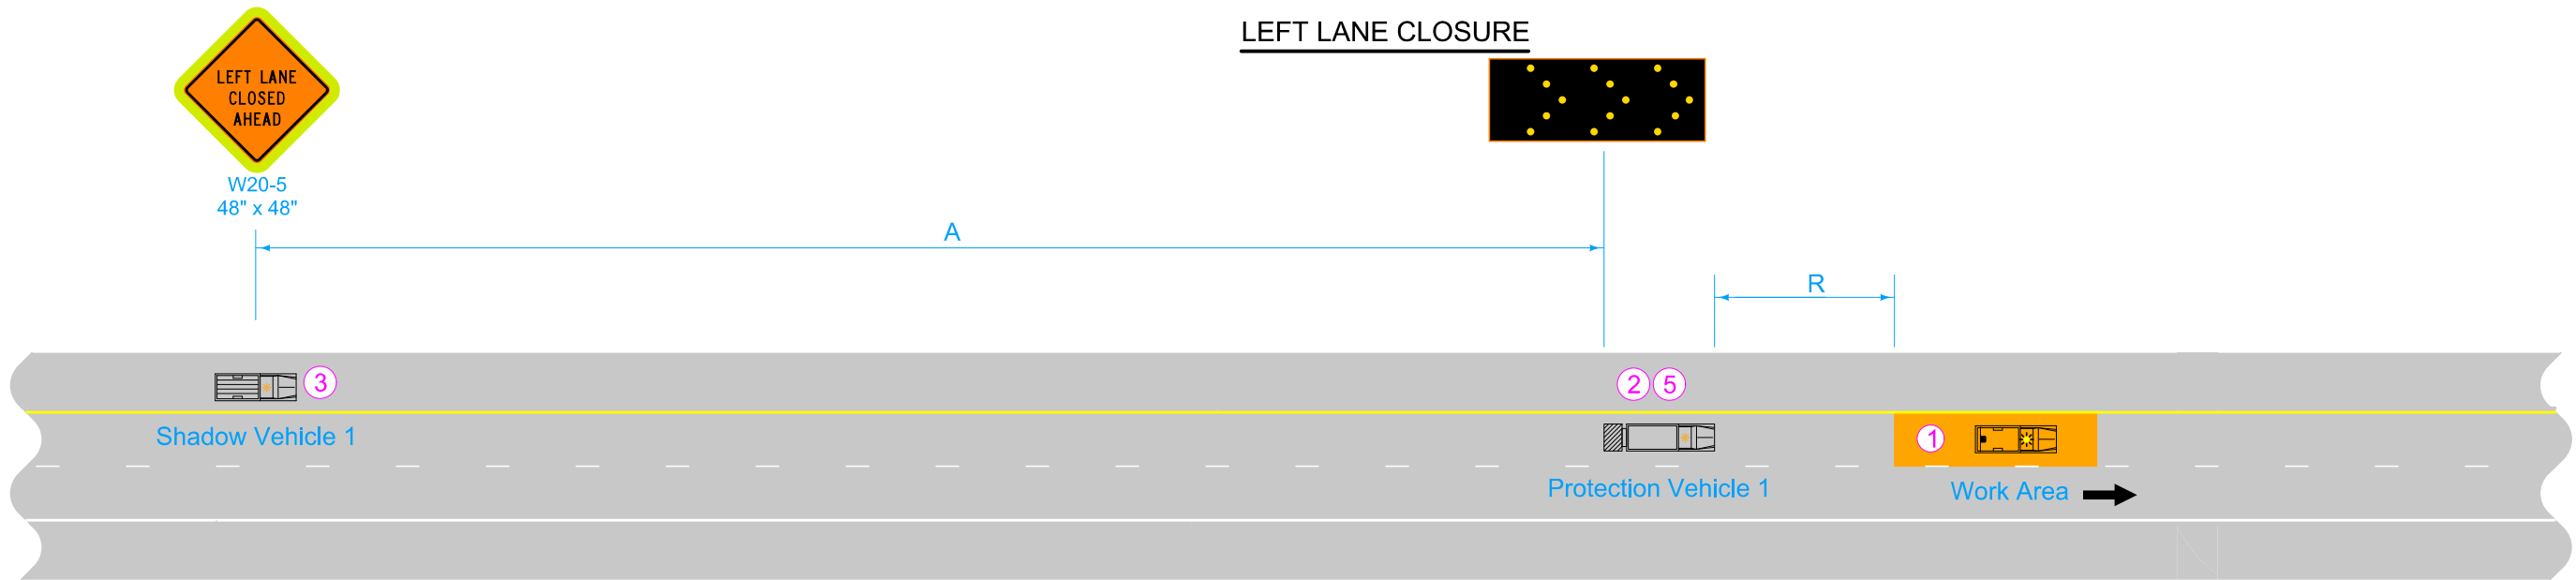 LEFT LANE CLOSURE
LEFT LANE
CLOSED
AHEAD
W20-5
48" x 48"
A
R
3
2 5
Shadow Vehicle 1
1
Protection Vehicle 1
Work Area